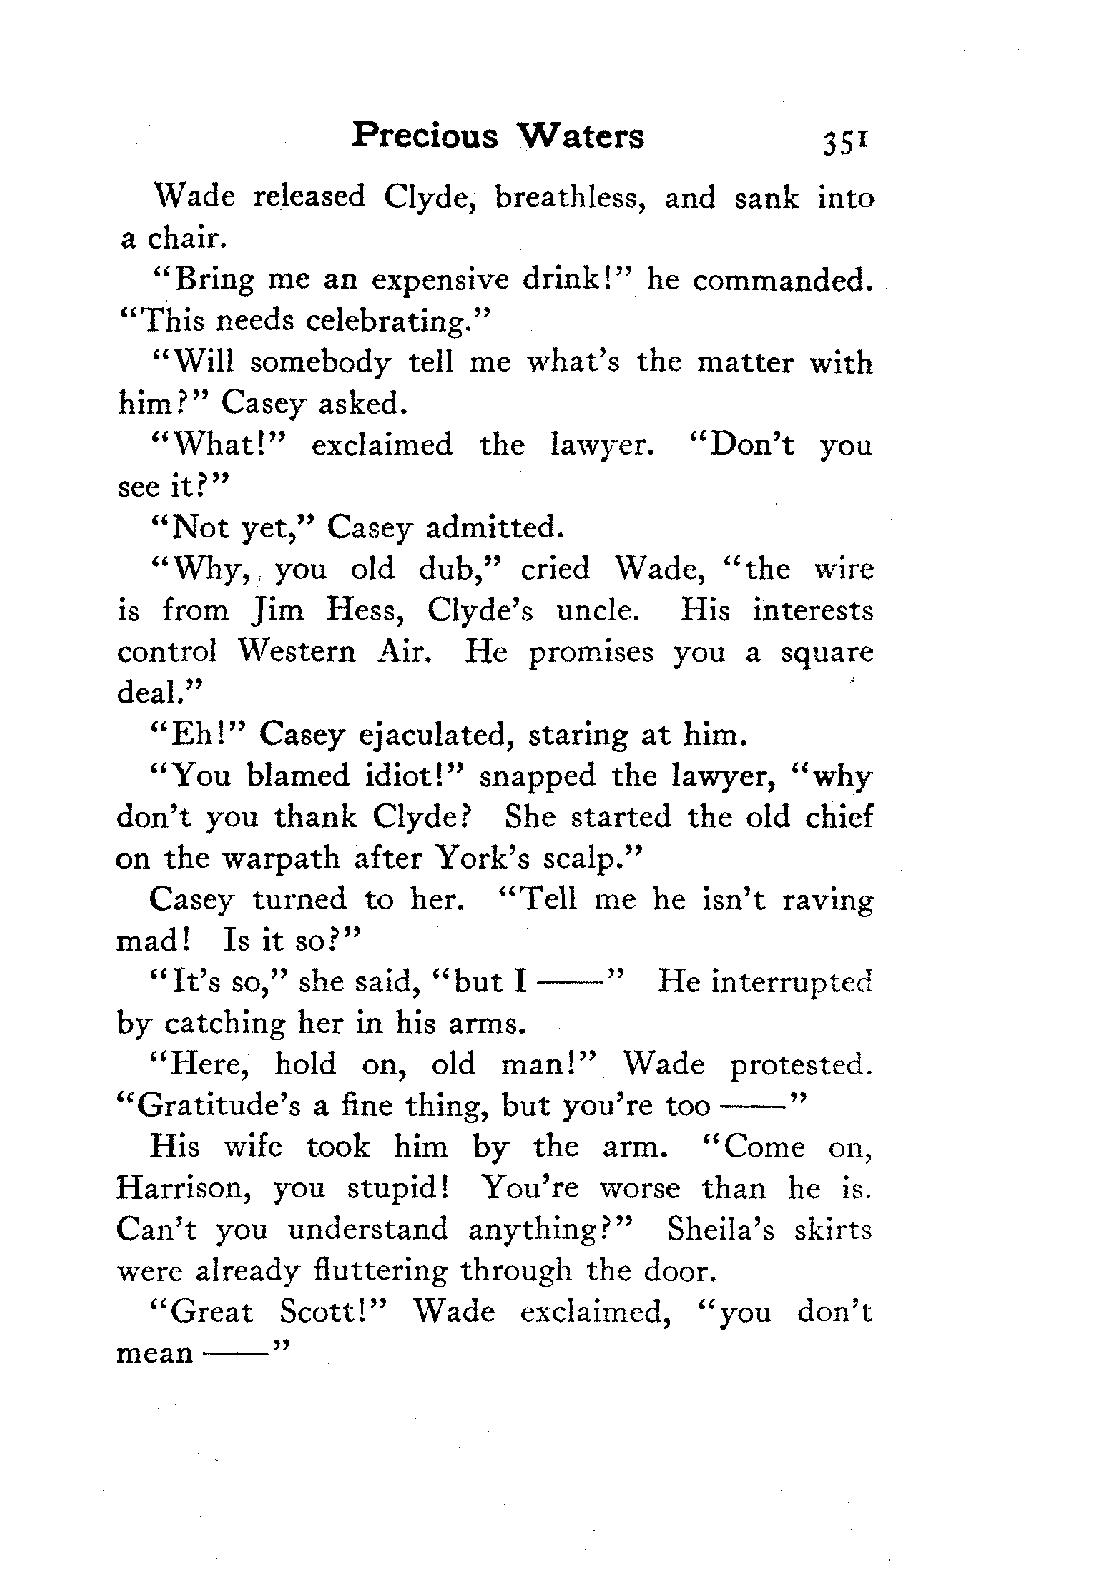 Precious Waters 351
Wade released Clyde, breathless, and sank into
a chair.
"Bring me an expensive drink!" he commanded.
"This needs celebrating."
"Will somebody tell me what's the matter with
him?" Casey asked.
"What!" exclaimed the lawyer. "Don't you
see it?"
"Not yet," Casey admitted.
"Why, you old dub," cried Wade, "the wire
is from Jim Hess, Clyde's uncle. His interests
control Western Air. He promises you a square
deal."
"Eh!" Casey ejaculated, staring at him.
"You blamed idiot!" snapped the lawyer, "why
don't you thank Clyde? She started the old chief
on the warpath after York's scalp."
Casey turned to her. "Tell me he isn't raving
mad! Is it so?"
"It's so," she said, "but I ——" He interrupted
by catching her in his arms.
"Here, hold on, old man!" Wade protested.
"Gratitude's a fine thing, but you're too ——"
His wife took him by the arm. "Come on,
Harrison, you stupid! You're worse than he is.
Can't you understand anything?" Sheila's skirts
were already fluttering through the door.
"Great Scott!" Wade exclaimed, "you don't
mean ——"